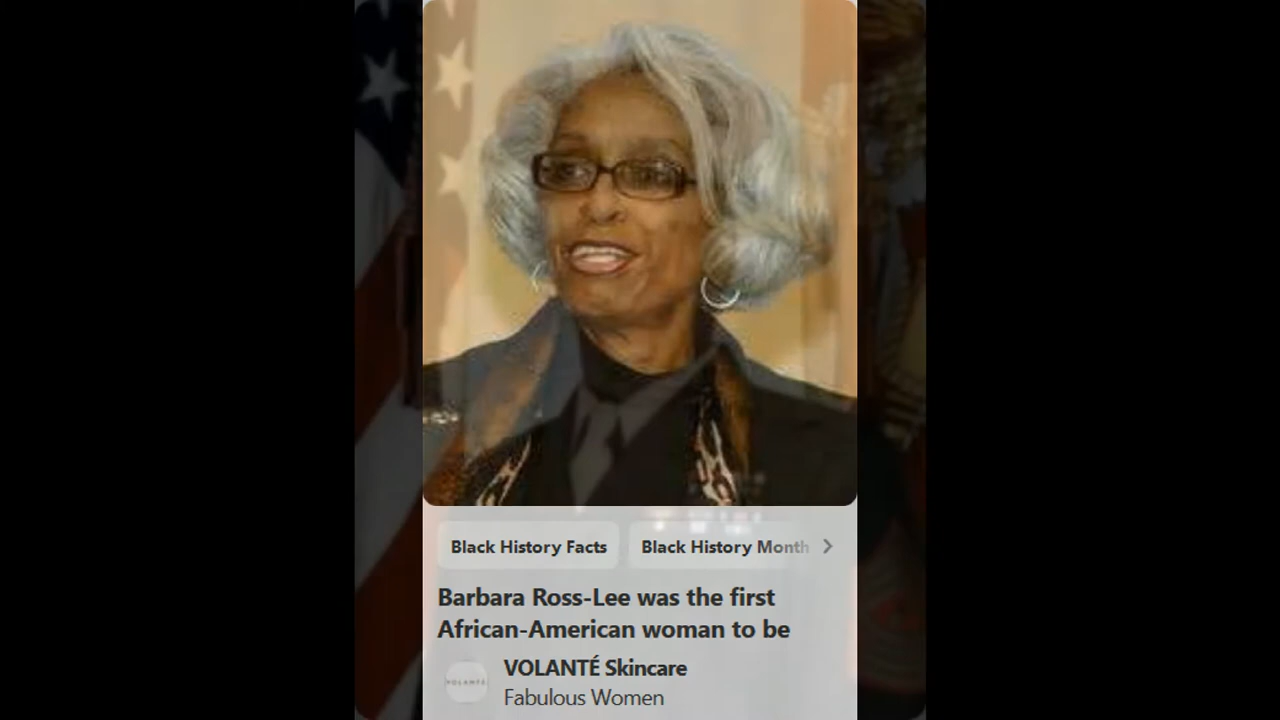 Black History Facts
Black History Month
Barbara Ross-Lee was the first
African-American woman to be
VOLANTÉ
VOLANTÉ Skincare
Fabulous Women